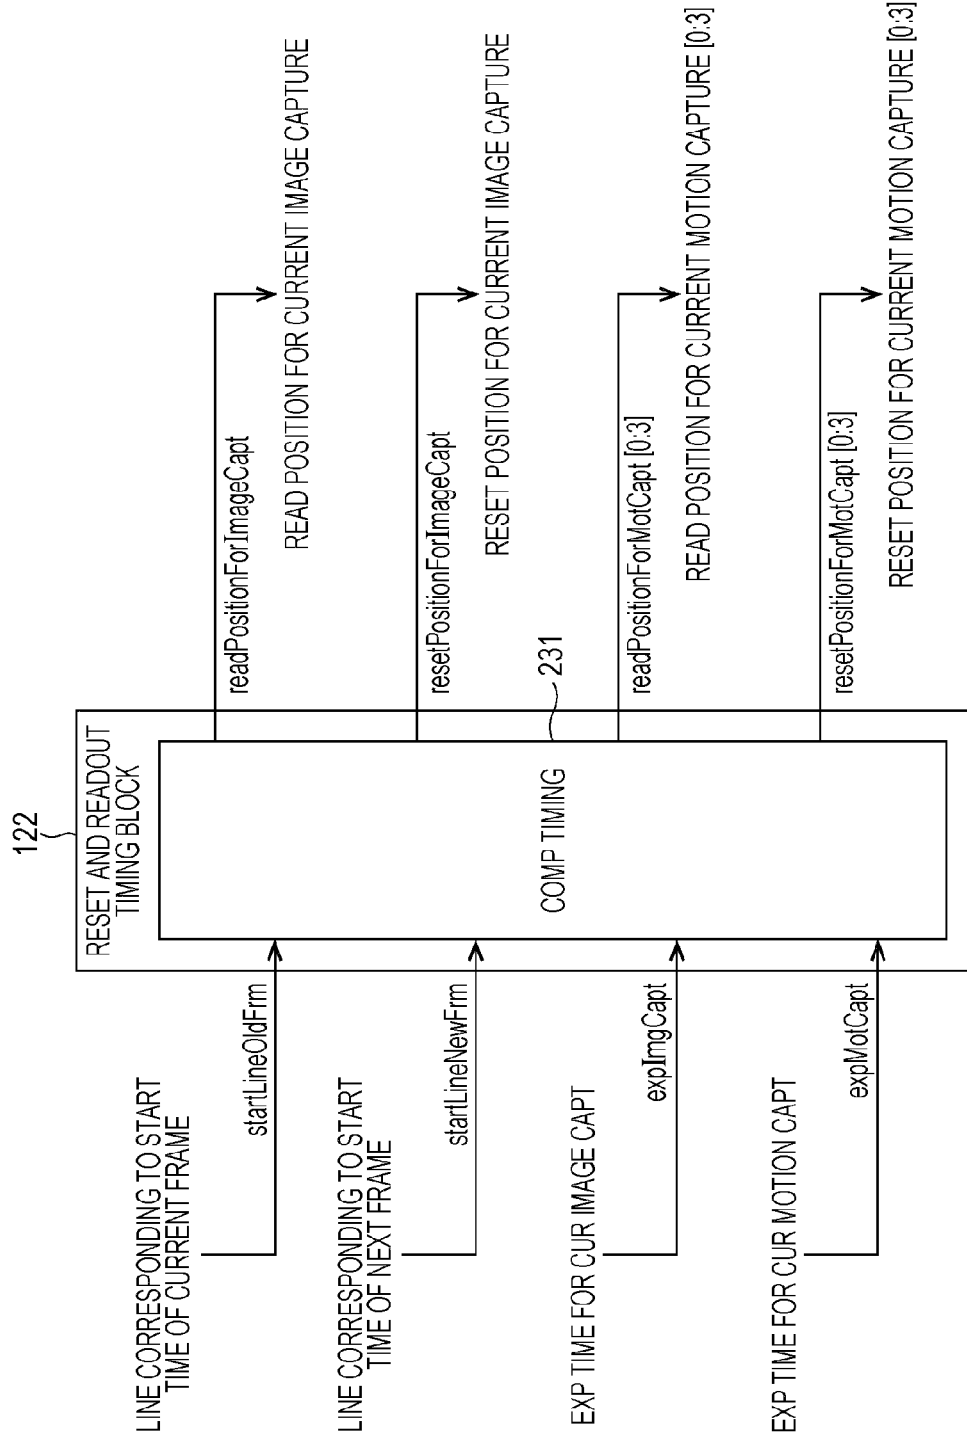 122
RESET AND READOUT
TIMING BLOCK
LINE CORRESPONDING TO START
TIME OF CURRENT FRAME
startLineOldFrm
LINE CORRESPONDING TO START
TIME OF NEXT FRAME
startLineNewFrm
EXP TIME FOR CUR IMAGE CAPT
expImgCapt
EXP TIME FOR CUR MOTION CAPT
expMotCapt
COMP TIMING
231
readPositionForImageCapt
READ POSITION FOR CURRENT IMAGE CAPTURE
resetPositionForImageCapt
RESET POSITION FOR CURRENT IMAGE CAPTURE
readPositionForMotCapt [0:3]
READ POSITION FOR CURRENT MOTION CAPTURE [0:3]
resetPositionForMotCapt [0:3]
RESET POSITION FOR CURRENT MOTION CAPTURE [0:3]